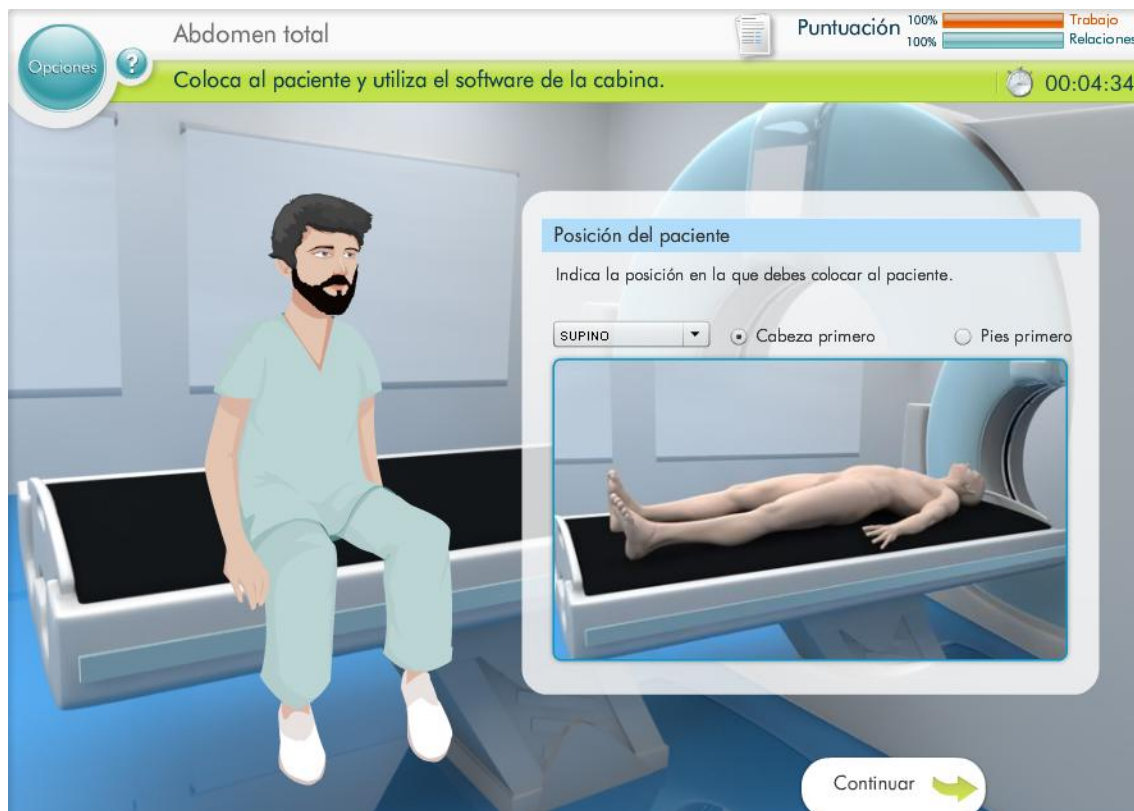 Opciones
?
Abdomen total
Puntuación
100%
Trabajo
100%
Relaciones
Coloca al paciente y utiliza el software de la cabina.
00:04:34
Posición del paciente
Indica la posición en la que debes colocar al paciente.
SUPINO
Cabeza primero
Pies primero
Continuar